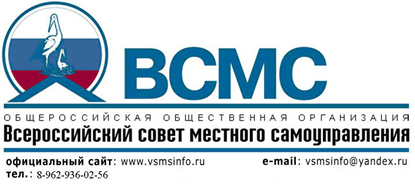 ВСМС
ОБЩЕРОССИЙСКАЯ ОБЩЕСТВЕННАЯ ОРГАНИЗАЦИЯ
Всероссийский совет местного самоуправления
официальный сайт: www.vsmsinfo.ru e-mail: vsmsinfo@yandex.ru
тел.: 8-962-936-02-56